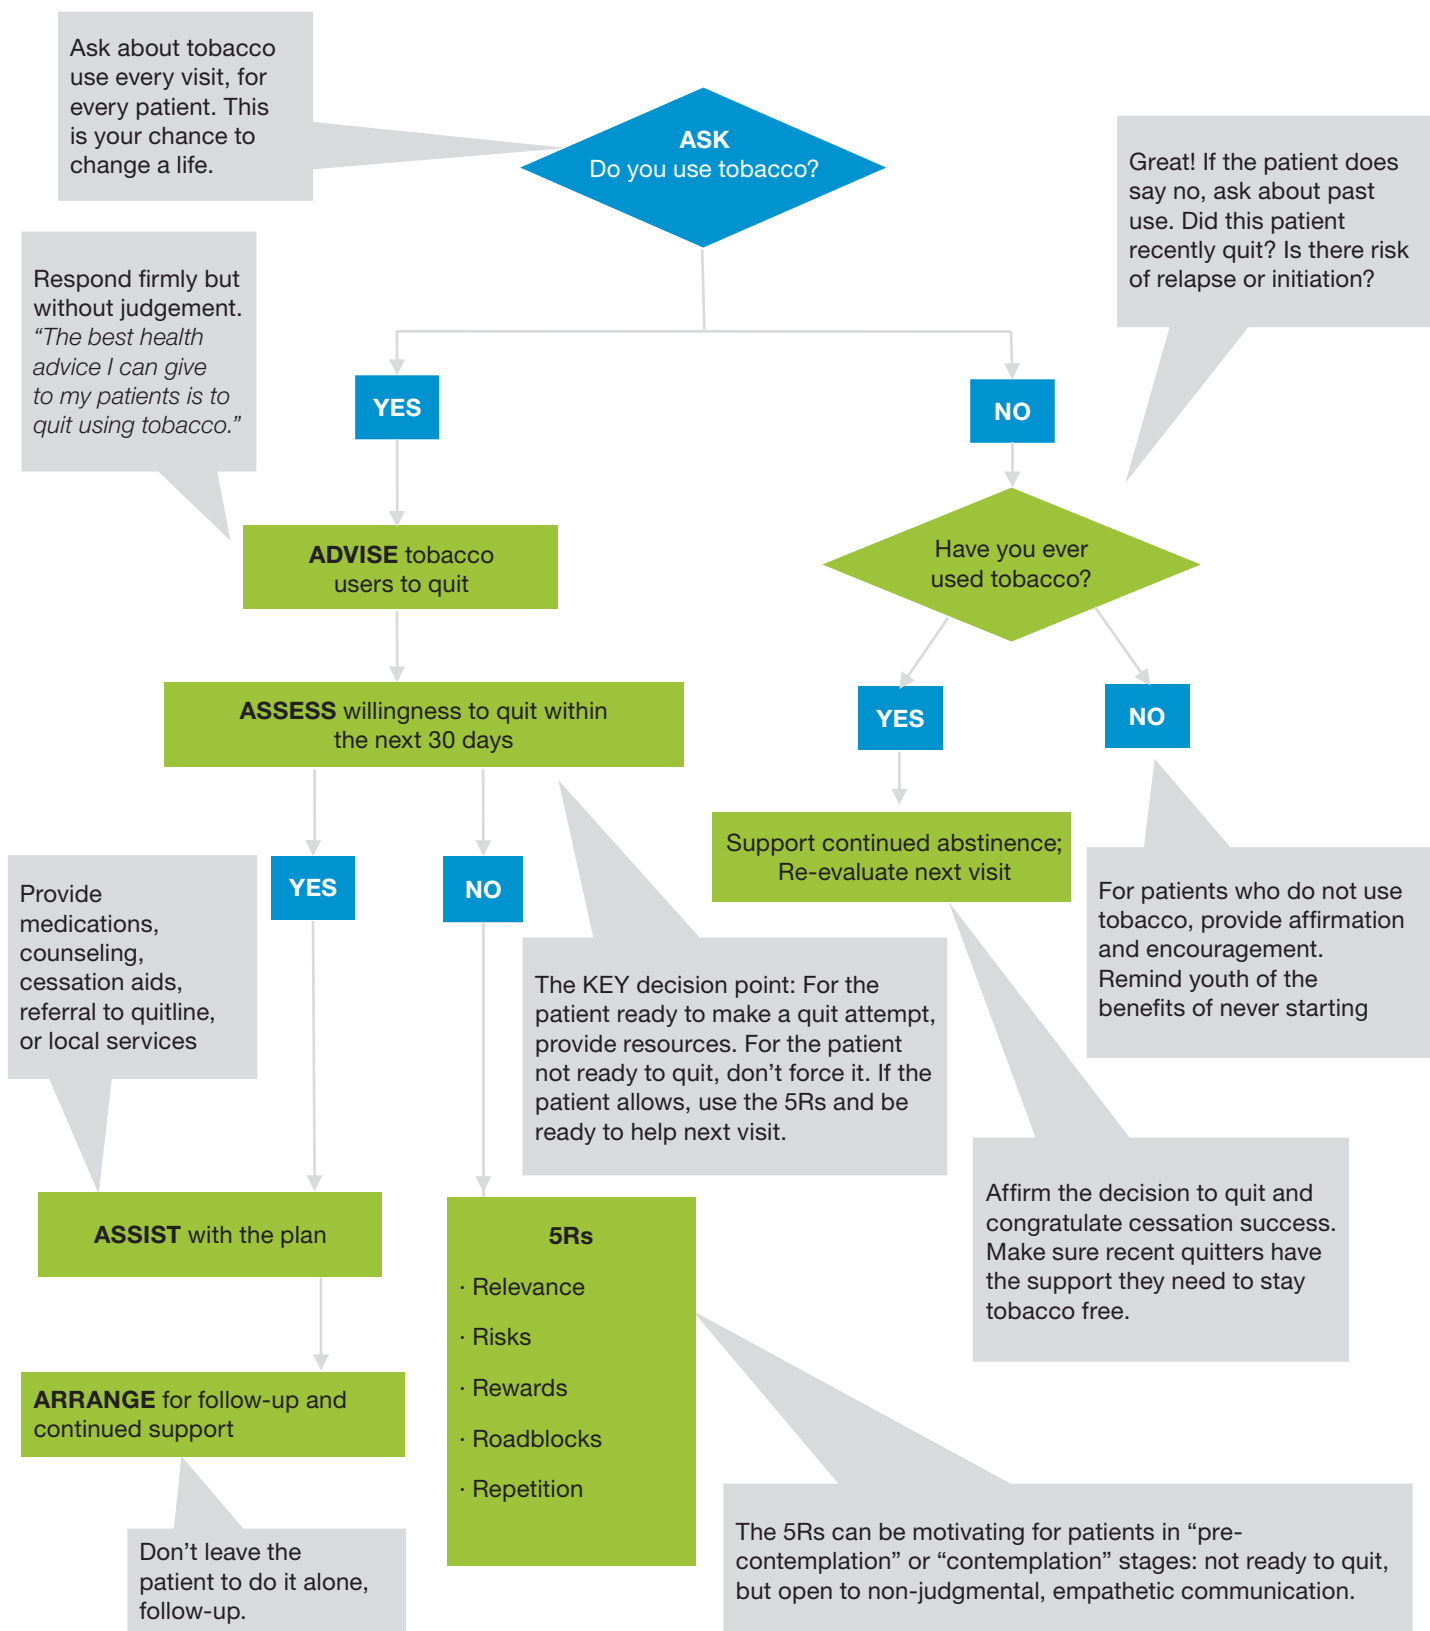 Ask about tobacco
use every visit, for
every patient. This
is your chance to
change a life.
ASK
Do you use tobacco?
Great! If the patient does
say no, ask about past
use. Did this patient
recently quit? Is there risk
of relapse or initiation?
Respond firmly but
without judgement.
“The best health
advice I can give
to my patients is to
quit using tobacco.”
YES
NO
ADVISE tobacco
users to quit
Have you ever
used tobacco?
ASSESS willingness to quit within
the next 30 days
YES
NO
Support continued abstinence;
Re-evaluate next visit
YES
NO
Provide
medications,
counseling,
cessation aids,
referral to quitline,
or local services
For patients who do not use
tobacco, provide affirmation
and encouragement.
Remind youth of the
benefits of never starting
The KEY decision point: For the
patient ready to make a quit attempt,
provide resources. For the patient
not ready to quit, don’t force it. If the
patient allows, use the 5Rs and be
ready to help next visit.
Affirm the decision to quit and
congratulate cessation success.
Make sure recent quitters have
the support they need to stay
tobacco free.
ASSIST with the plan
5Rs
· Relevance
· Risks
· Rewards
· Roadblocks
· Repetition
ARRANGE for follow-up and
continued support
Don’t leave the
patient to do it alone,
follow-up.
The 5Rs can be motivating for patients in “pre-
contemplation” or “contemplation” stages: not ready to quit,
but open to non-judgmental, empathetic communication.